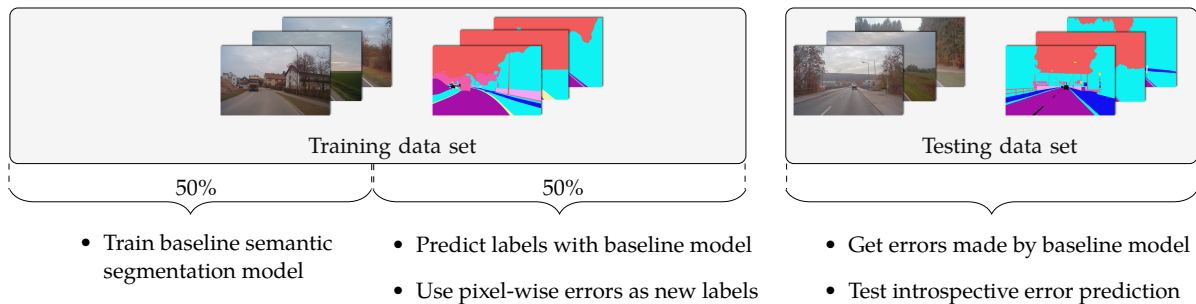 Training data set
Testing data set
50%
50%
• Train baseline semantic
segmentation model
• Predict labels with baseline model
• Use pixel-wise errors as new labels
• Get errors made by baseline model
• Test introspective error prediction